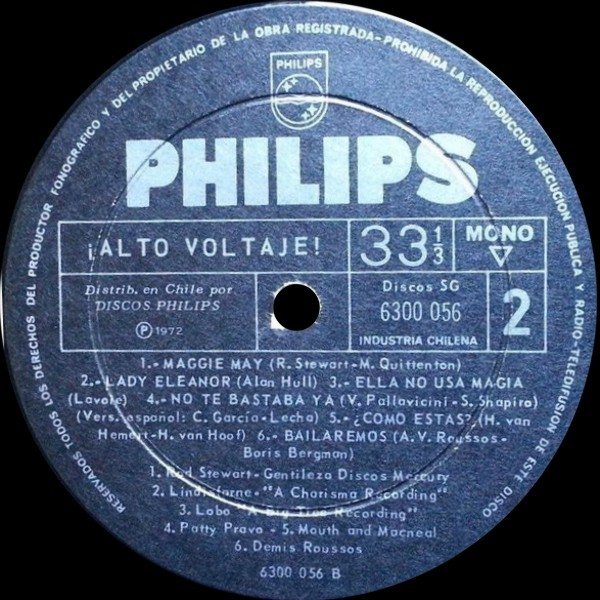 RESERVADOS TODOS LOS DERECHOS DEL PRODUCTOR FONOGRAFICO Y DEL PROPIETARIO DE LA OBRA REGISTRADA-PROHIBIDA LA REPRODUCCION EJECUCION PUBLICA Y RADIO-TELEDIFUSION DE ESTE DISCO
PHILIPS
PHILIPS
¡ALTO VOLTAJE!
33 1/3
MONO
Distrib. en Chile por
DISCOS PHILIPS
Ⓟ 1972
Discos SG
6300 056
INDUSTRIA CHILENA
2
1.- MAGGIE MAY (R. Stewart-M. Quittenton)
2.- LADY ELEANOR (Alan Hull) 3.- ELLA NO USA MAGIA
(Lavole) 4.- NO TE BASTABA YA (V. Pallavicini - S. Shapiro)
(Vers. español: C. García-Lecha) 5.- ¿COMO ESTAS? (H. van
Hemert-H. van Hoof) 6.- BAILAREMOS (A.V. Roussos-
Boris Bergman)
1. Rod Stewart-Gentileza Discos Mercury
2. Lindisfarne-"A Charisma Recording"
3. Lobo "A Big Tree Recording"
4. Patty Pravo - 5. Mouth and Macneal
6. Demis Roussos
6300 056 B